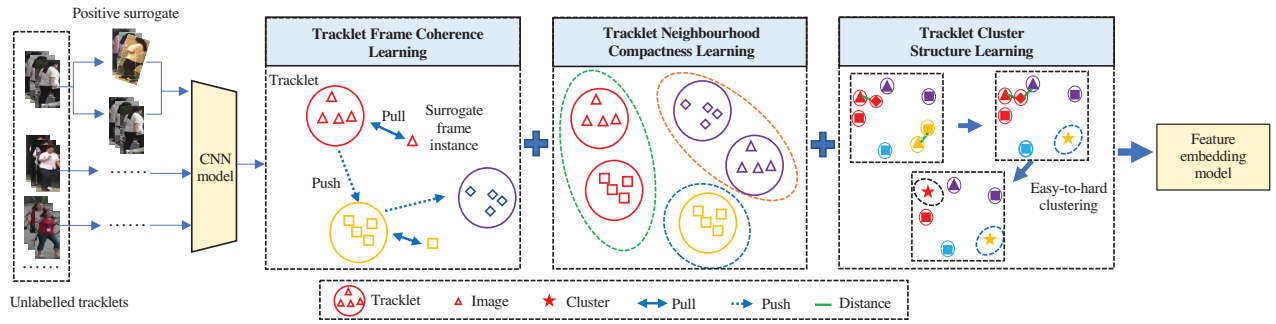 Positive surrogate
Unlabelled tracklets
CNN
model
Tracklet Frame Coherence
Learning
Tracklet
Pull
Surrogate
frame
instance
Push
Tracklet Neighbourhood
Compactness Learning
Tracklet Cluster
Structure Learning
Easy-to-hard
clustering
Feature
embedding
model
Tracklet
Image
Cluster
Pull
Push
Distance